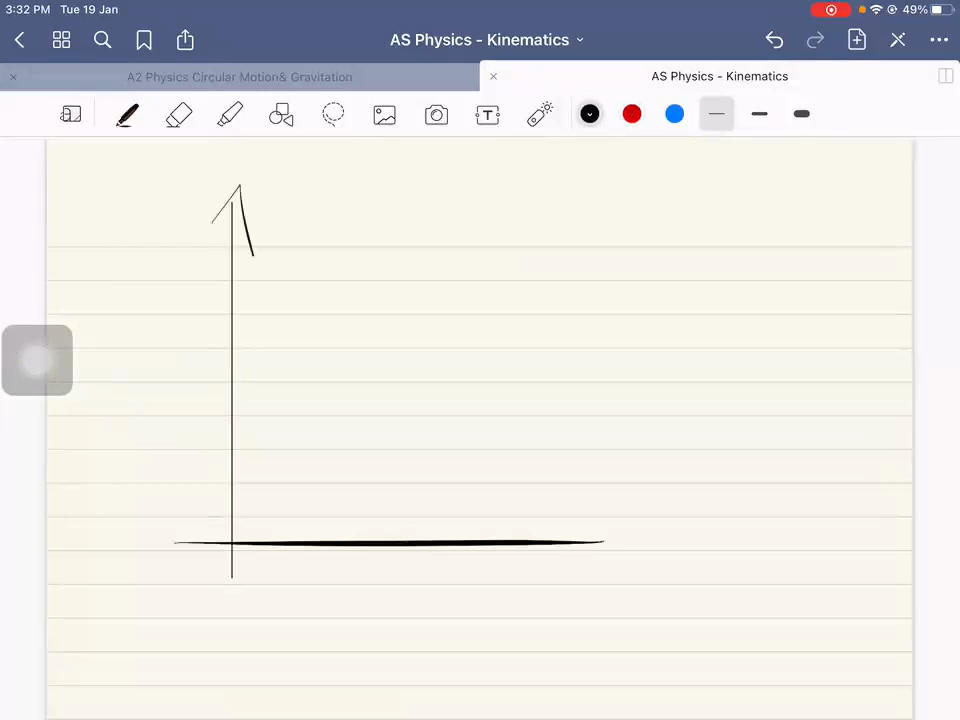 3:32 PM Tue 19 Jan
49%
AS Physics - Kinematics
A2 Physics Circular Motion& Gravitation
AS Physics - Kinematics
T